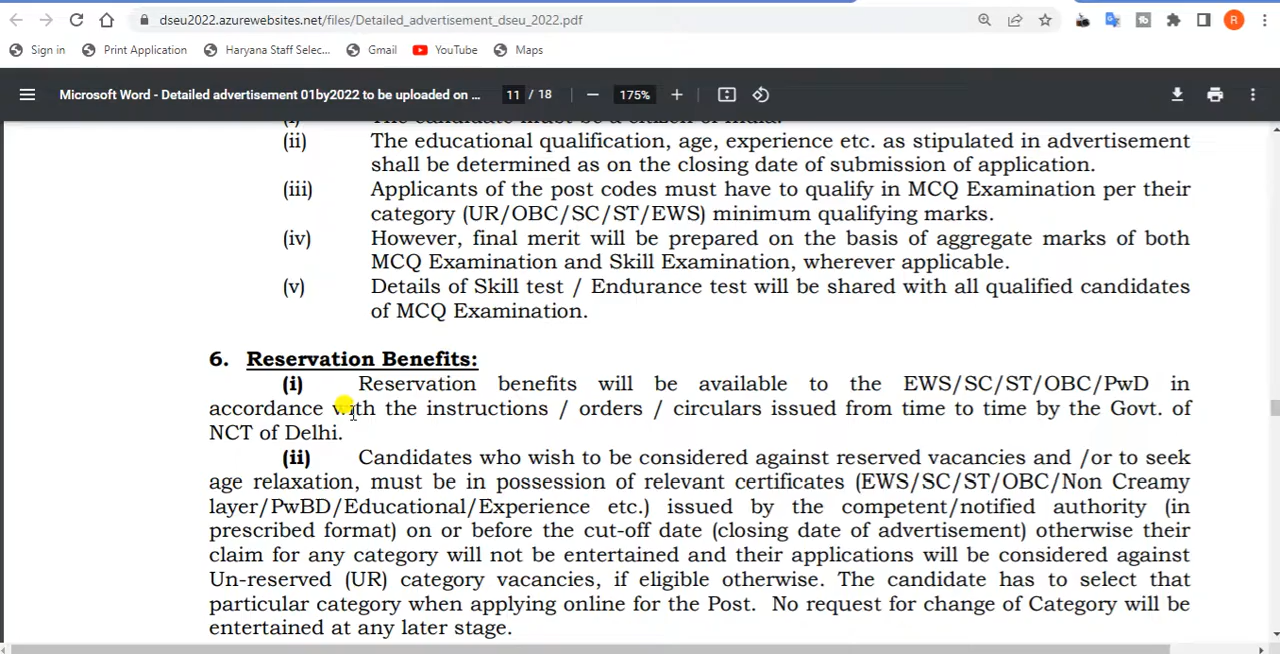 dseu2022.azurewebsites.net/files/Detailed_advertisement_dseu_2022.pdf
R
Sign in Print Application Haryana Staff Selec... Gmail YouTube Maps
Microsoft Word - Detailed advertisement 01by2022 to be uploaded on ... 11 / 18 175%
(i) The candidate must be a citizen of India.
(ii) The educational qualification, age, experience etc. as stipulated in advertisement
shall be determined as on the closing date of submission of application.
(iii) Applicants of the post codes must have to qualify in MCQ Examination per their
category (UR/OBC/SC/ST/EWS) minimum qualifying marks.
(iv) However, final merit will be prepared on the basis of aggregate marks of both
MCQ Examination and Skill Examination, wherever applicable.
(v) Details of Skill test / Endurance test will be shared with all qualified candidates
of MCQ Examination.
6. Reservation Benefits:
(i) Reservation benefits will be available to the EWS/SC/ST/OBC/PwD in
accordance with the instructions / orders / circulars issued from time to time by the Govt. of
NCT of Delhi.
(ii) Candidates who wish to be considered against reserved vacancies and /or to seek
age relaxation, must be in possession of relevant certificates (EWS/SC/ST/OBC/Non Creamy
layer/PwBD/Educational/Experience etc.) issued by the competent/notified authority (in
prescribed format) on or before the cut-off date (closing date of advertisement) otherwise their
claim for any category will not be entertained and their applications will be considered against
Un-reserved (UR) category vacancies, if eligible otherwise. The candidate has to select that
particular category when applying online for the Post. No request for change of Category will be
entertained at any later stage.